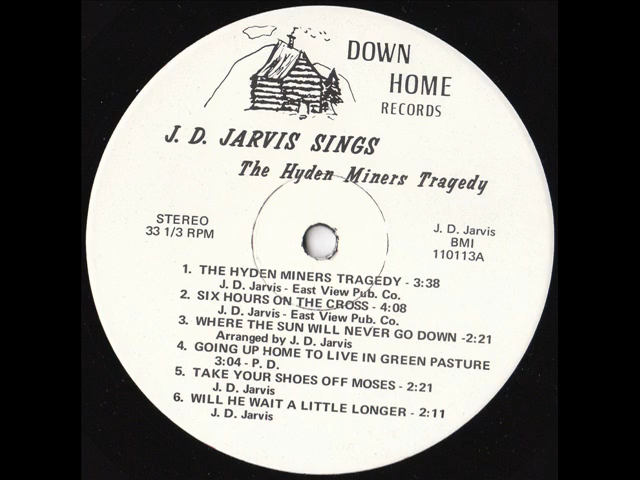 DOWN
HOME
RECORDS
J. D. JARVIS SINGS
The Hyden Miners Tragedy
STEREO
33 1/3 RPM
J. D. Jarvis
BMI
110113A
1. THE HYDEN MINERS TRAGEDY - 3:38
J. D. Jarvis - East View Pub. Co.
2. SIX HOURS ON THE CROSS - 4:08
J. D. Jarvis - East View Pub. Co.
3. WHERE THE SUN WILL NEVER GO DOWN -2:21
Arranged by J. D. Jarvis
4. GOING UP HOME TO LIVE IN GREEN PASTURE
3:04 - P. D.
5. TAKE YOUR SHOES OFF MOSES - 2:21
J. D. Jarvis
6. WILL HE WAIT A LITTLE LONGER - 2:11
J. D. Jarvis